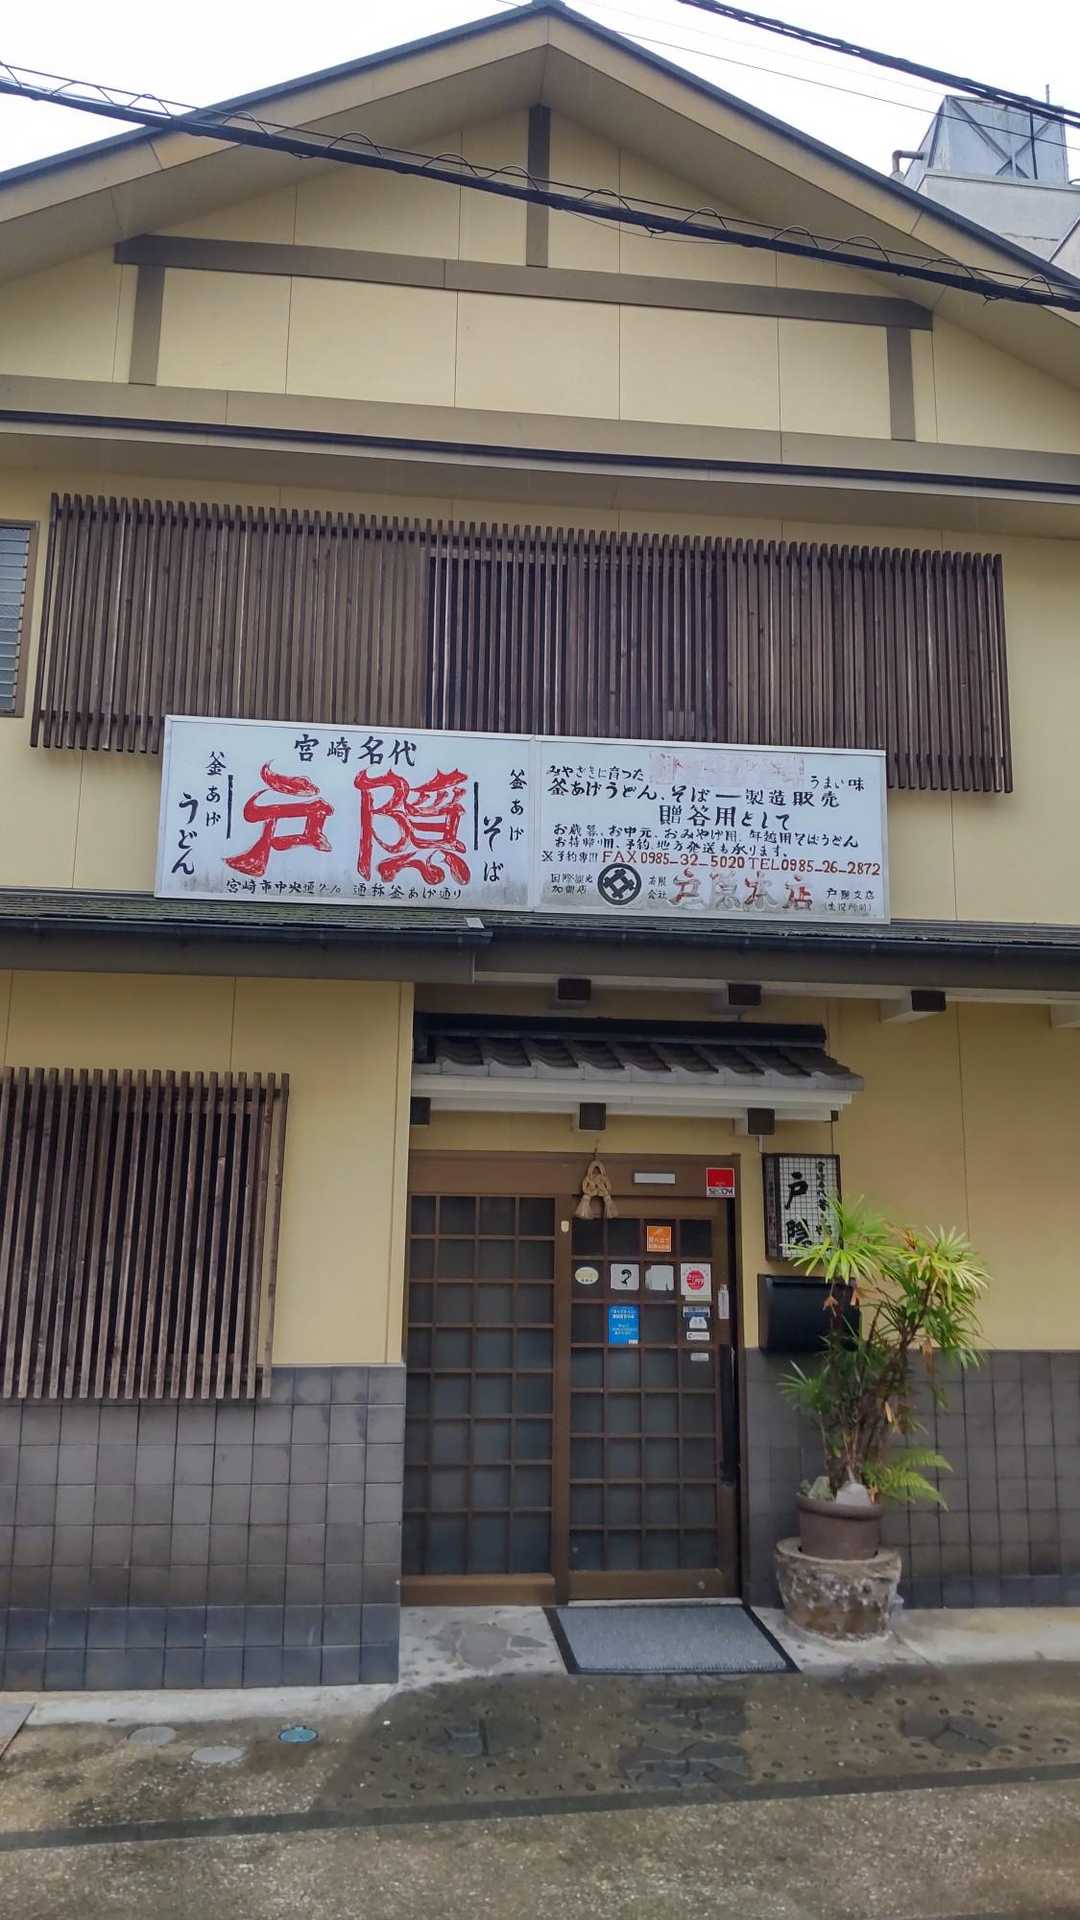 宮崎名代
釜あげ
うどん
戸隠
釜あげ
そば
宮崎市中央通7-10 通称釜あげ通り
みやざきに育った
うまい味
釜あげうどん、そば―製造販売
贈答用として
お歳暮、お中元、おみやげ用、年越用そばうどん
お持帰り用、予約、地方発送も承ります。
※予約専用 FAX0985-32-5020 TEL0985-26-2872
国際観光
加盟店
有限
会社
戸隠本店
戸隠支店
戸隠
SECOM